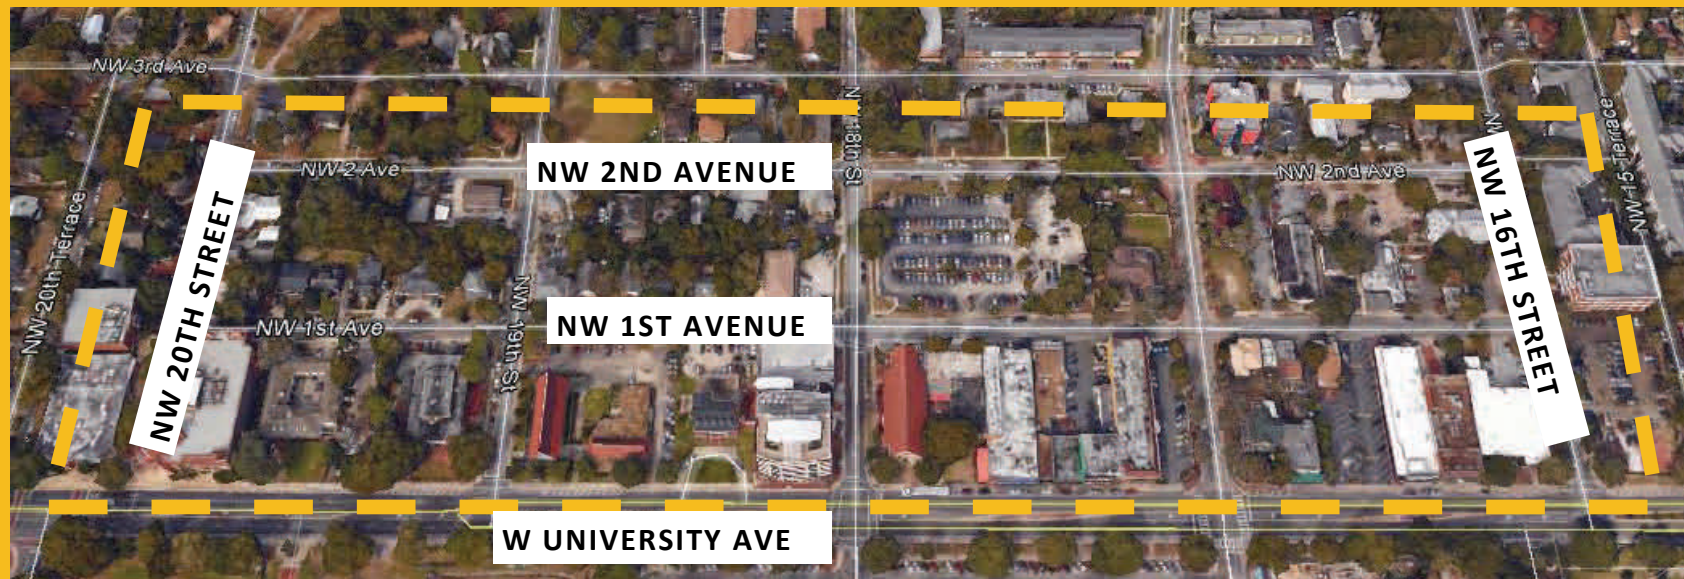 NW 3rd Ave
NW 18th St
NW
NW 15 Terrace
NW 2 Ave
NW 2ND AVENUE
NW 2nd Ave
NW 20th Terrace
NW 20TH STREET
NW 16TH STREET
NW 19th St
NW 1st Ave
NW 1ST AVENUE
W UNIVERSITY AVE